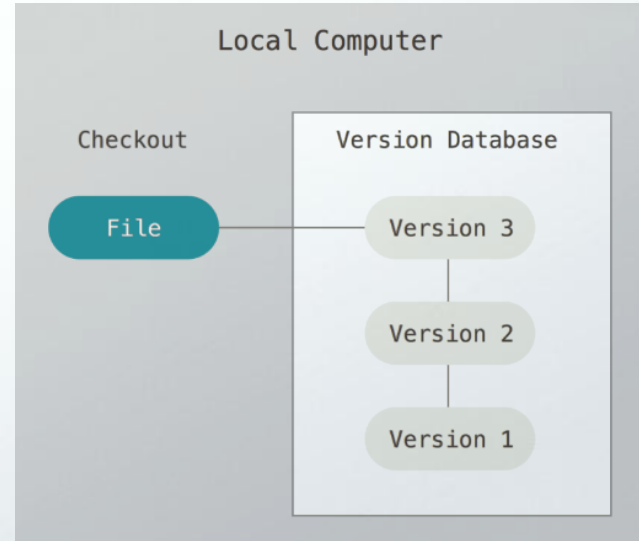 Local Computer
Checkout
Version Database
File
Version 3
Version 2
Version 1